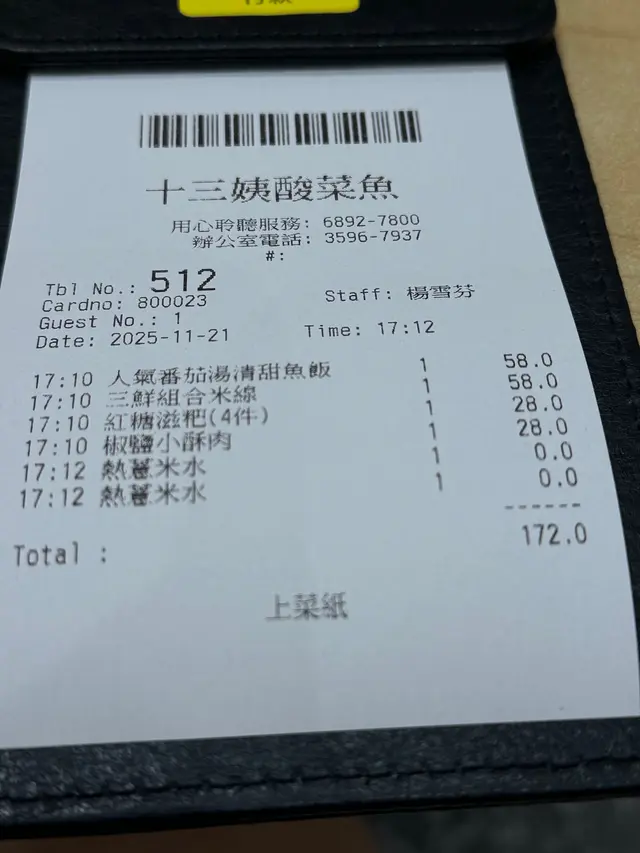 十三姨酸菜魚
用心聆聽服務: 6892-7800
辦公室電話: 3596-7937
#:
Tbl No.: 512
Cardno: 800023 Staff: 楊雪芬
Guest No.: 1
Date: 2025-11-21 Time: 17:12
17:10 人氣番茄湯清甜魚飯 1 58.0
17:10 三鮮組合米線 1 58.0
17:10 紅糖滋粑(4件) 1 28.0
17:10 椒鹽小酥肉 1 28.0
17:12 熱薏米水 1 0.0
17:12 熱薏米水 1 0.0
------
Total : 172.0
上菜紙